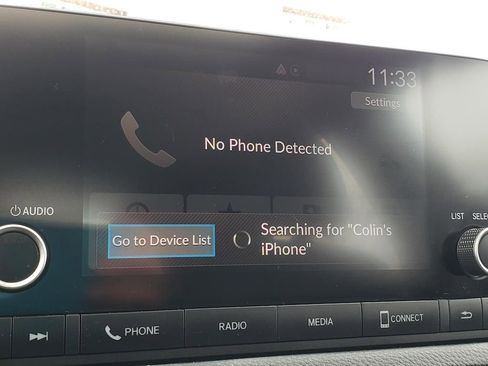 11:33
Settings
No Phone Detected
AUDIO
LIST SELE
Go to Device List
Searching for "Colin's
iPhone"
PHONE
RADIO
MEDIA
CONNECT